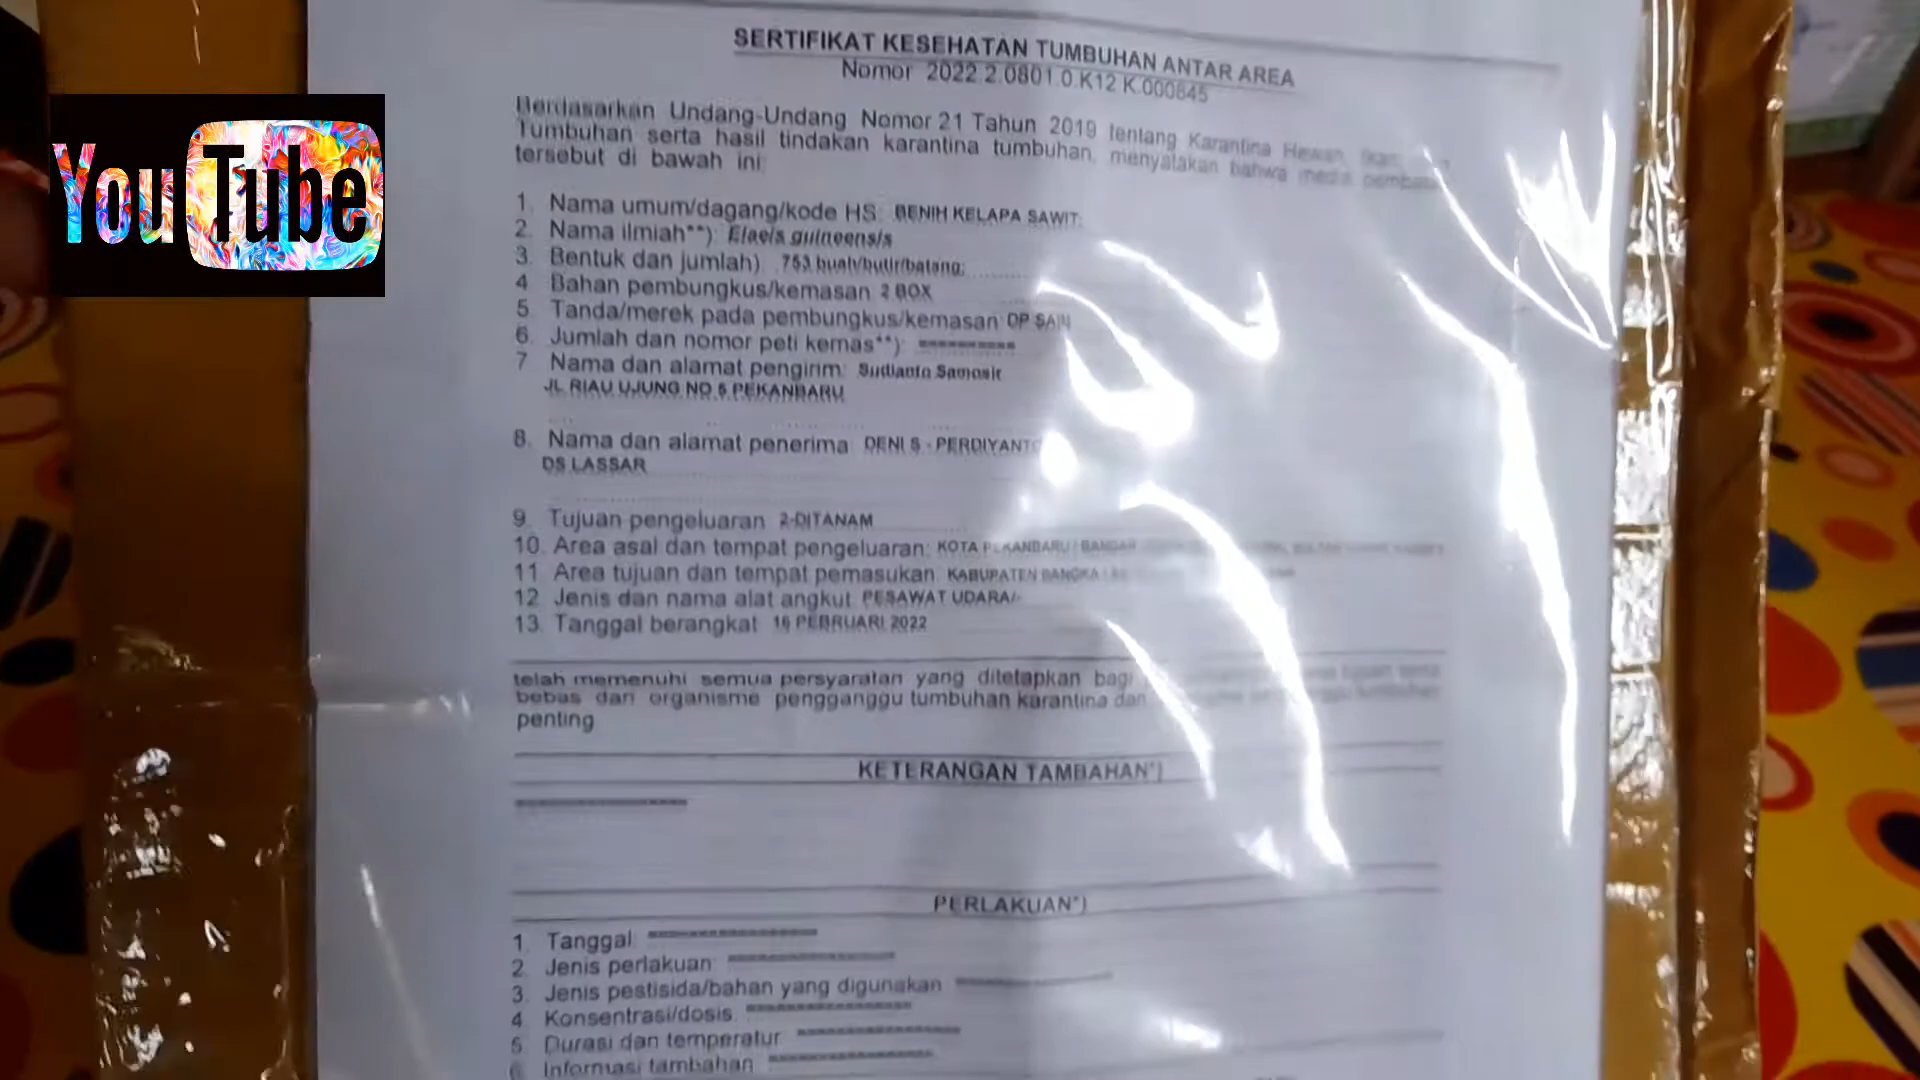 YouTube
SERTIFIKAT KESEHATAN TUMBUHAN ANTAR AREA
Nomor 2022.2.0801.0.K12.K.000845
Berdasarkan Undang-Undang Nomor 21 Tahun 2019 tentang Karantina Hewan, Ikan,
Tumbuhan serta hasil tindakan karantina tumbuhan, menyatakan bahwa media
tersebut di bawah ini:
1. Nama umum/dagang/kode HS: BENIH KELAPA SAWIT;
2. Nama ilmiah**): Elaeis guineensis
3. Bentuk dan jumlah): 753 buah/butir/batang;
4. Bahan pembungkus/kemasan 2 BOX
5. Tanda/merek pada pembungkus/kemasan DP SAIN
6. Jumlah dan nomor peti kemas**): ==========
7. Nama dan alamat pengirim: Sudianto Samosir
JL RIAU UJUNG NO 5 PEKANBARU
8. Nama dan alamat penerima: DENI S - PERDIYANTO
DS LASSAR
9. Tujuan pengeluaran 2-DITANAM
10. Area asal dan tempat pengeluaran: KOTA PEKANBARU / BANDAR
11. Area tujuan dan tempat pemasukan: KABUPATEN BANGKA
12. Jenis dan nama alat angkut PESAWAT UDARA/-
13. Tanggal berangkat 16 PEBRUARI 2022
telah memenuhi semua persyaratan yang ditetapkan bagi
bebas dari organisme pengganggu tumbuhan karantina dan
penting
KETERANGAN TAMBAHAN*)
PERLAKUAN*)
1. Tanggal:
2. Jenis perlakuan:
3. Jenis pestisida/bahan yang digunakan
4. Konsentrasi/dosis:
5. Durasi dan temperatur:
6. Informasi tambahan